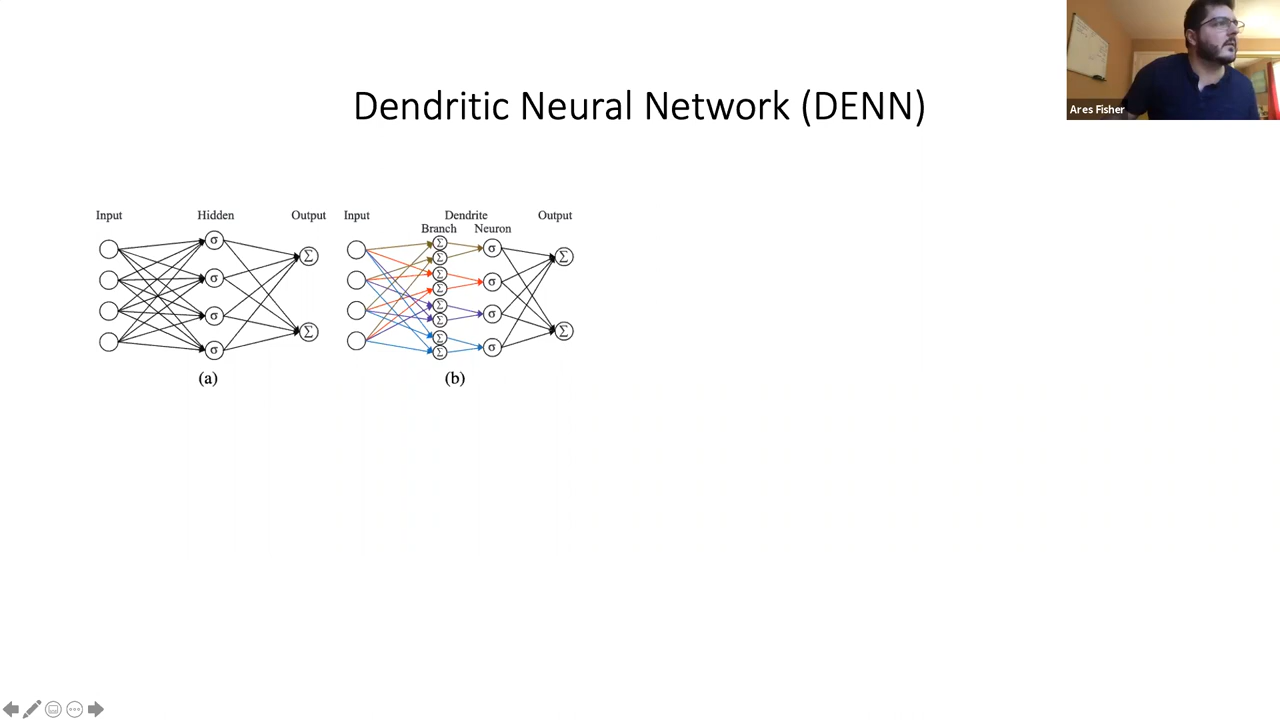 Ares Fisher
Dendritic Neural Network (DENN)
Input Hidden Output
σ
σ
σ
σ
Σ
Σ
(a)
Input Dendrite Output
Branch Neuron
Σ
Σ
Σ
Σ
Σ
Σ
Σ
Σ
σ
σ
σ
σ
Σ
Σ
(b)